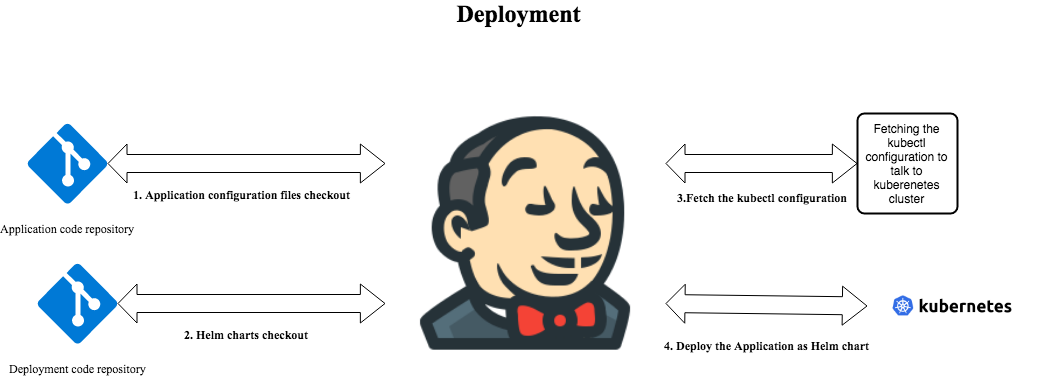 Deployment
1. Application configuration files checkout
Application code repository
2. Helm charts checkout
Deployment code repository
3.Fetch the kubectl configuration
Fetching the
kubectl
configuration to
talk to
kuberenetes
cluster
4. Deploy the Application as Helm chart
kubernetes